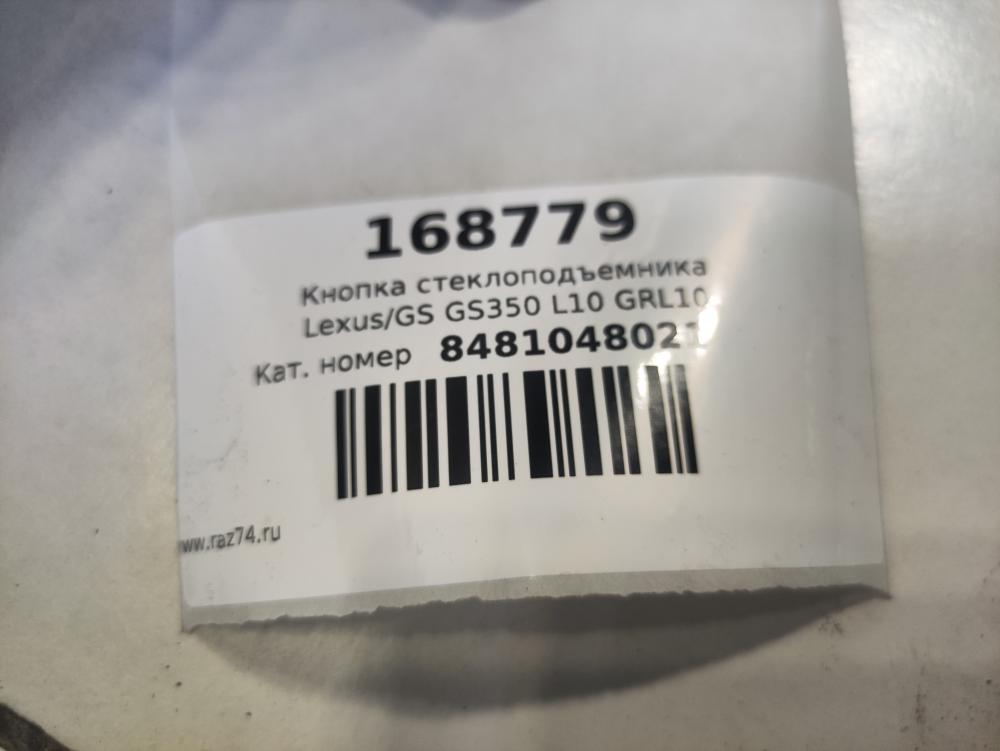 168779
Кнопка стеклоподъемника
Lexus/GS GS350 L10 GRL10
Кат. номер 8481048021
www.raz74.ru